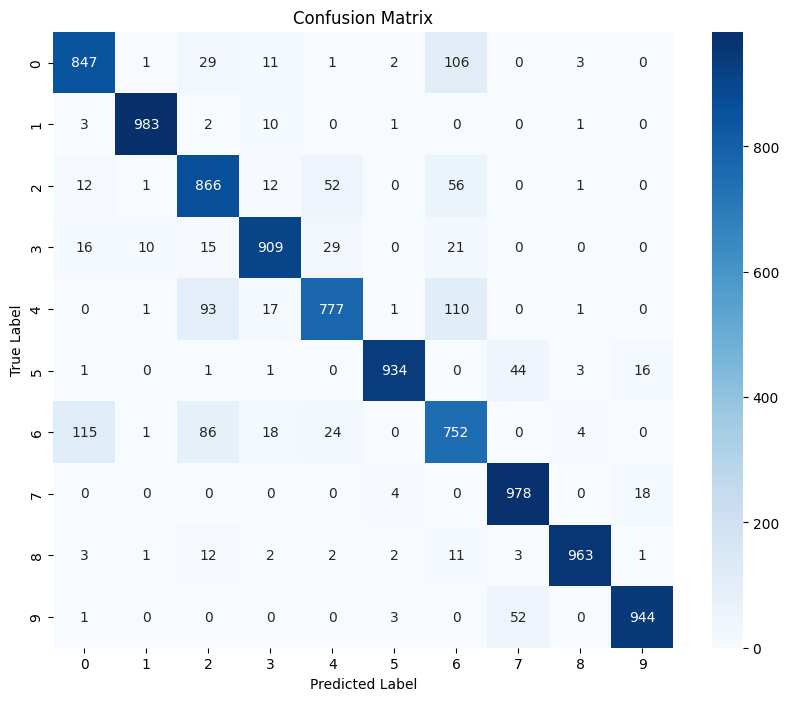 Confusion Matrix
0 847 1 29 11 1 2 106 0 3 0
1 3 983 2 10 0 1 0 0 1 0
800
2 12 1 866 12 52 0 56 0 1 0
3 16 10 15 909 29 0 21 0 0 0
600
4 0 1 93 17 777 1 110 0 1 0
True Label
5 1 0 1 1 0 934 0 44 3 16
400
6 115 1 86 18 24 0 752 0 4 0
7 0 0 0 0 0 4 0 978 0 18
200
8 3 1 12 2 2 2 11 3 963 1
9 1 0 0 0 0 3 0 52 0 944
0
0 1 2 3 4 5 6 7 8 9
Predicted Label